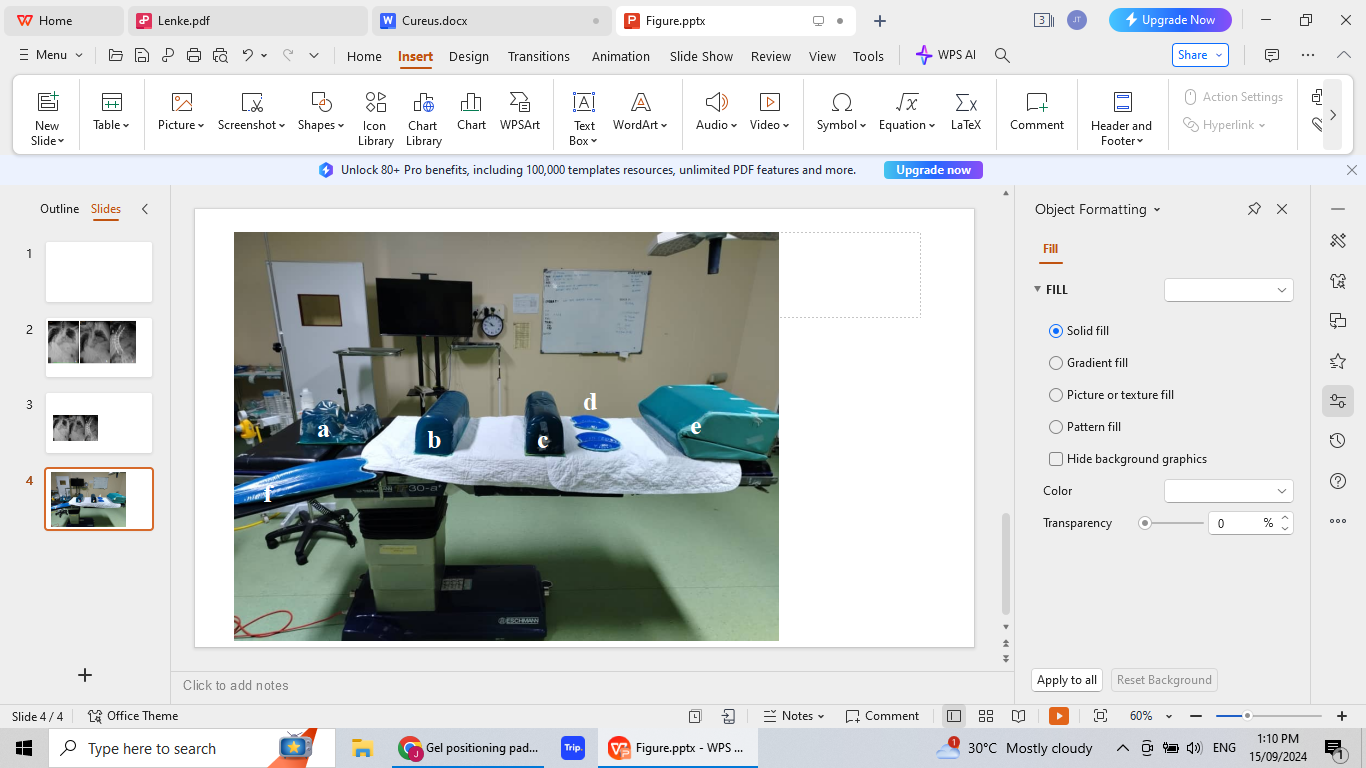 Home
Lenke.pdf
Cureus.docx
Figure.pptx
3
JT
Upgrade Now
Menu
Home
Insert
Design
Transitions
Animation
Slide Show
Review
View
Tools
WPS AI
Share
New Slide
Table
Picture
Screenshot
Shapes
Icon Library
Chart Library
Chart
WPSArt
Text Box
WordArt
Audio
Video
Symbol
Equation
LaTeX
Comment
Header and Footer
Action Settings
Hyperlink
Unlock 80+ Pro benefits, including 100,000 templates resources, unlimited PDF features and more.
Upgrade now
Outline
Slides
1
2
3
4
a
b
c
d
e
f
30-a
ESCHMANN
Click to add notes
Object Formatting
Fill
FILL
Solid fill
Gradient fill
Picture or texture fill
Pattern fill
Hide background graphics
Color
Transparency
0 %
Apply to all
Reset Background
Slide 4 / 4
Office Theme
Notes
Comment
60%
Type here to search
Gel positioning pad...
Trip.
Figure.pptx - WPS ...
1
30°C Mostly cloudy
ENG
1:10 PM
15/09/2024
1